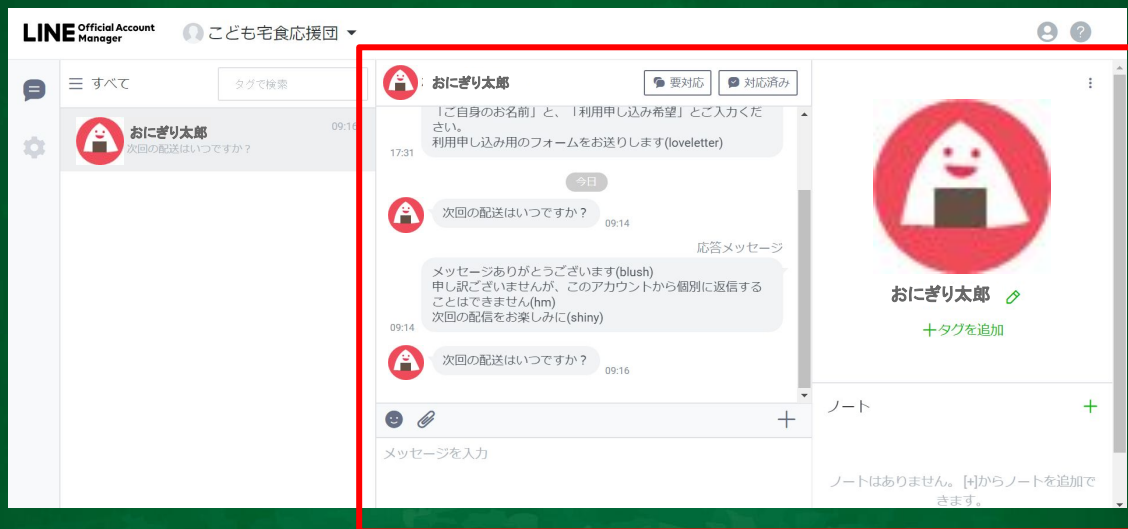 LINE Official Account Manager
こども宅食応援団
すべて
タグで検索
おにぎり太郎
09:16
次回の配送はいつですか？
おにぎり太郎
要対応
対応済み
「ご自身のお名前」と、「利用申し込み希望」とご入力くだ
さい。
利用申し込み用のフォームをお送りします(loveletter)
17:31
今日
次回の配送はいつですか？
09:14
応答メッセージ
メッセージありがとうございます(blush)
申し訳ございませんが、このアカウントから個別に返信する
ことはできません(hm)
次回の配信をお楽しみに(shiny)
09:14
次回の配送はいつですか？
09:16
メッセージを入力
おにぎり太郎
＋タグを追加
ノート
ノートはありません。[+]からノートを追加で
きます。